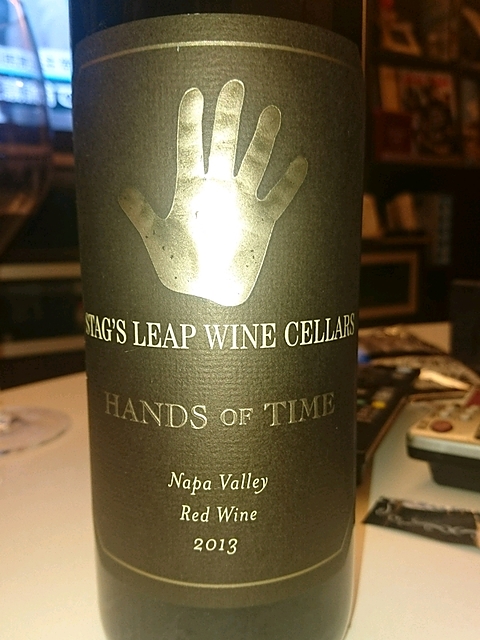 STAG'S LEAP WINE CELLARS
HANDS OF TIME
Napa Valley
Red Wine
2013